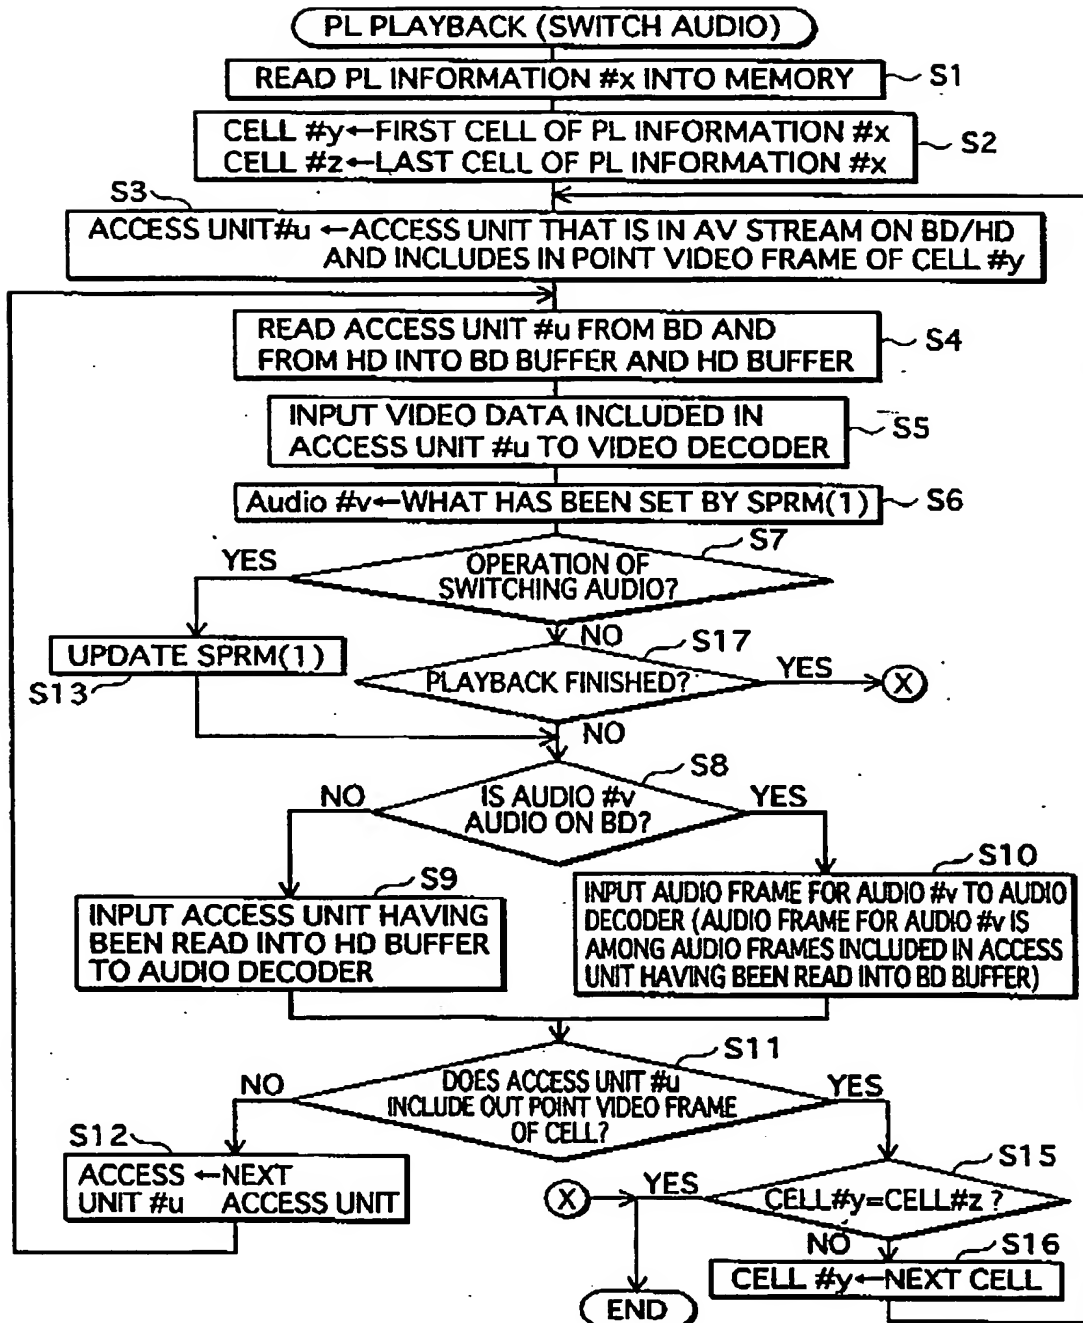 PL PLAYBACK (SWITCH AUDIO)
READ PL INFORMATION #x INTO MEMORY
S1
CELL #y←FIRST CELL OF PL INFORMATION #x
CELL #z←LAST CELL OF PL INFORMATION #x
S2
S3
ACCESS UNIT#u ←ACCESS UNIT THAT IS IN AV STREAM ON BD/HD
AND INCLUDES IN POINT VIDEO FRAME OF CELL #y
READ ACCESS UNIT #u FROM BD AND
FROM HD INTO BD BUFFER AND HD BUFFER
S4
INPUT VIDEO DATA INCLUDED IN
ACCESS UNIT #u TO VIDEO DECODER
S5
Audio #v←WHAT HAS BEEN SET BY SPRM(1)
S6
S7
YES
OPERATION OF
SWITCHING AUDIO?
NO
S17
UPDATE SPRM(1)
S13
PLAYBACK FINISHED?
YES
X
NO
S8
NO
IS AUDIO #v
AUDIO ON BD?
YES
S9
INPUT ACCESS UNIT HAVING
BEEN READ INTO HD BUFFER
TO AUDIO DECODER
S10
INPUT AUDIO FRAME FOR AUDIO #v TO AUDIO
DECODER (AUDIO FRAME FOR AUDIO #v IS
AMONG AUDIO FRAMES INCLUDED IN ACCESS
UNIT HAVING BEEN READ INTO BD BUFFER)
S11
NO
DOES ACCESS UNIT #u
INCLUDE OUT POINT VIDEO FRAME
OF CELL?
YES
S12
ACCESS ←NEXT
UNIT #u ACCESS UNIT
S15
X
YES
CELL#y=CELL#z ?
NO
S16
CELL #y←NEXT CELL
END